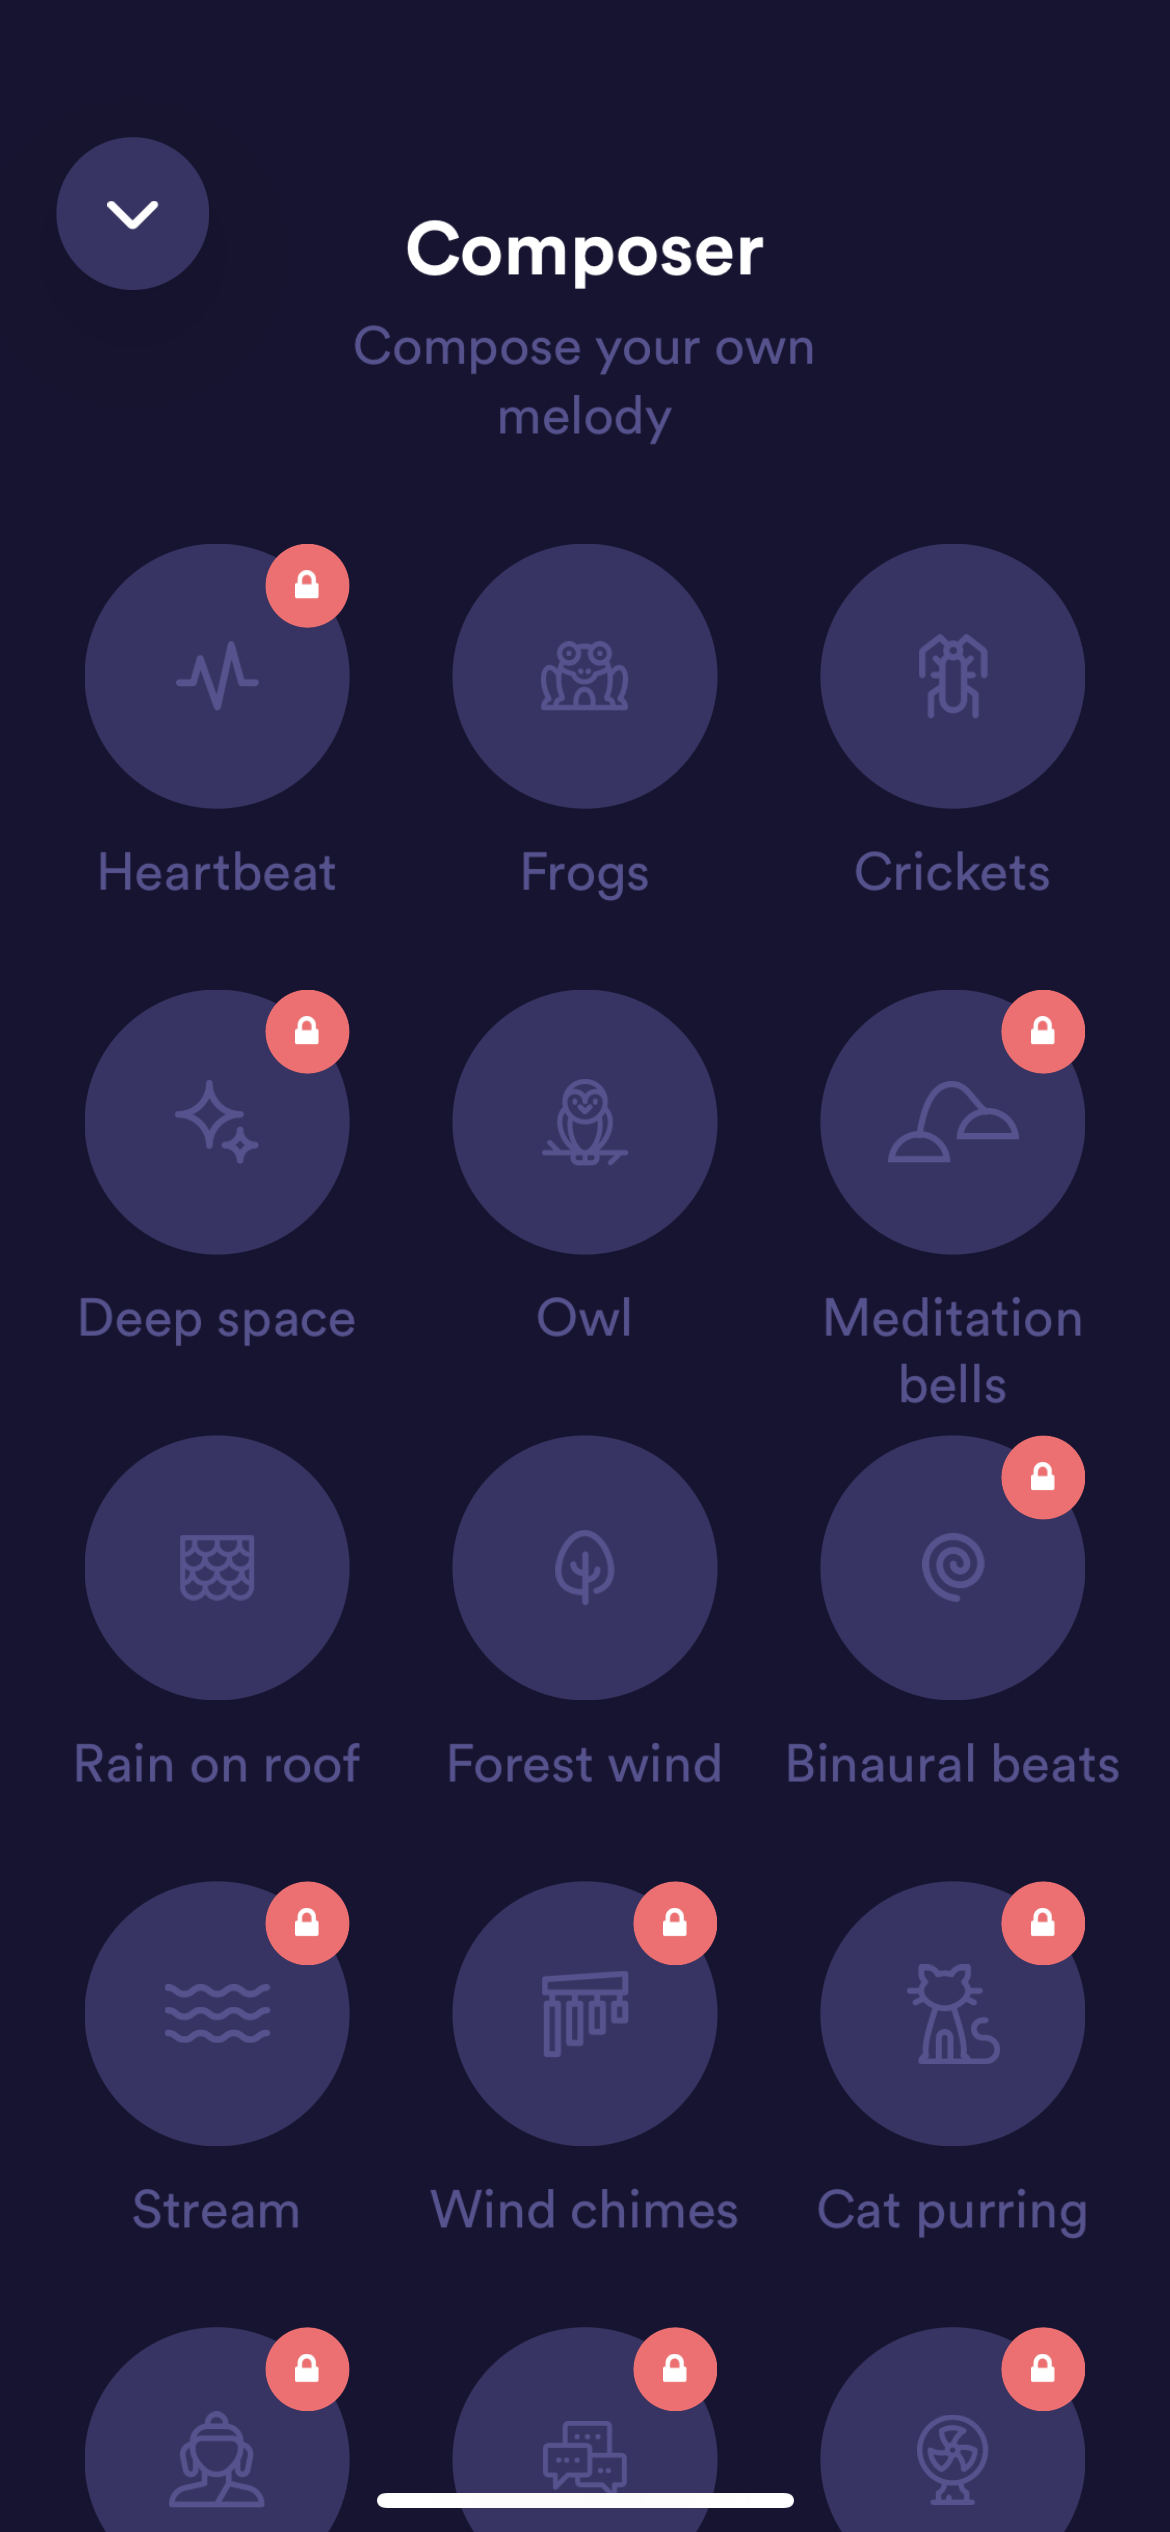 Composer
Compose your own
melody
Heartbeat
Frogs
Crickets
Deep space
Owl
Meditation
bells
Rain on roof
Forest wind
Binaural beats
Stream
Wind chimes
Cat purring